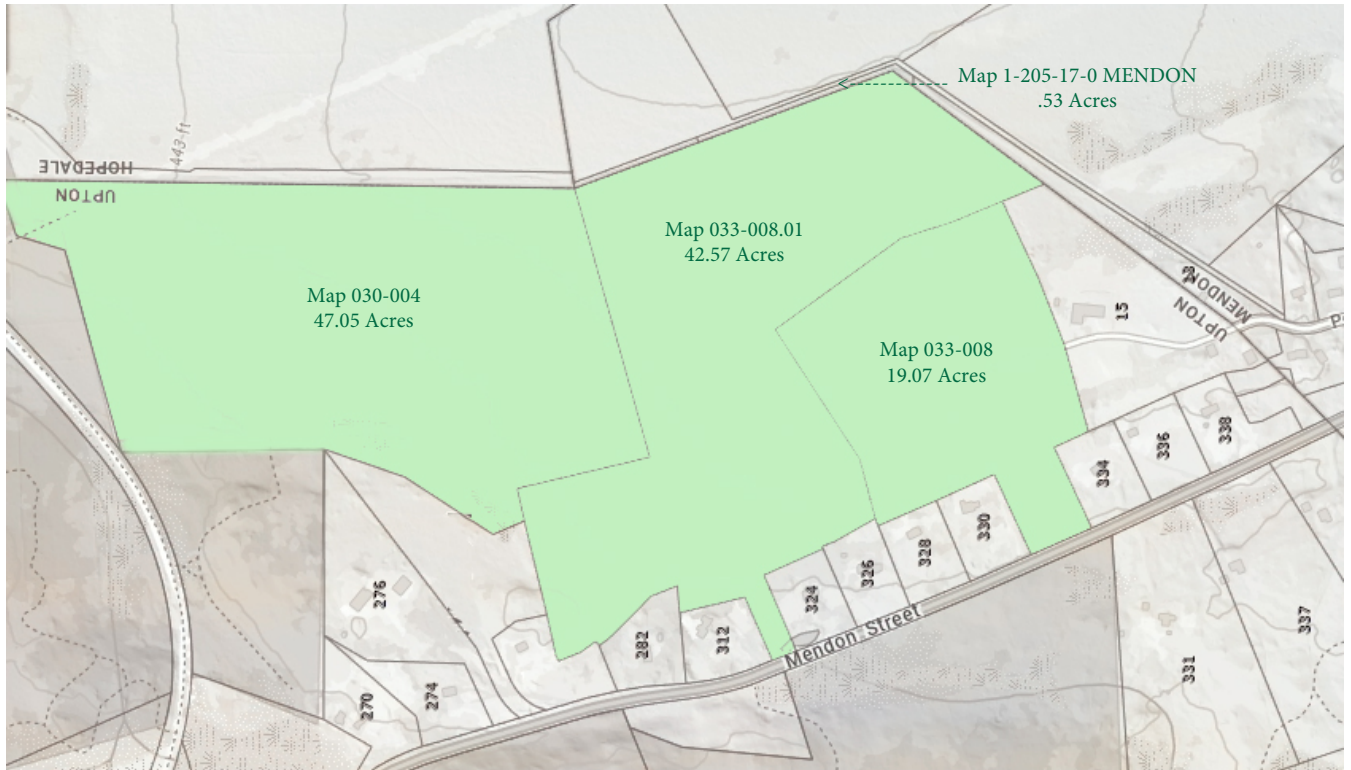 Map 1-205-17-0 MENDON
.53 Acres
443 ft
HOPEDALE
UPTON
Map 033-008.01
42.57 Acres
Map 030-004
47.05 Acres
Map 033-008
19.07 Acres
MENDON
UPTON
15
338
336
334
330
328
326
324
312
282
276
274
270
Mendon Street
337
331